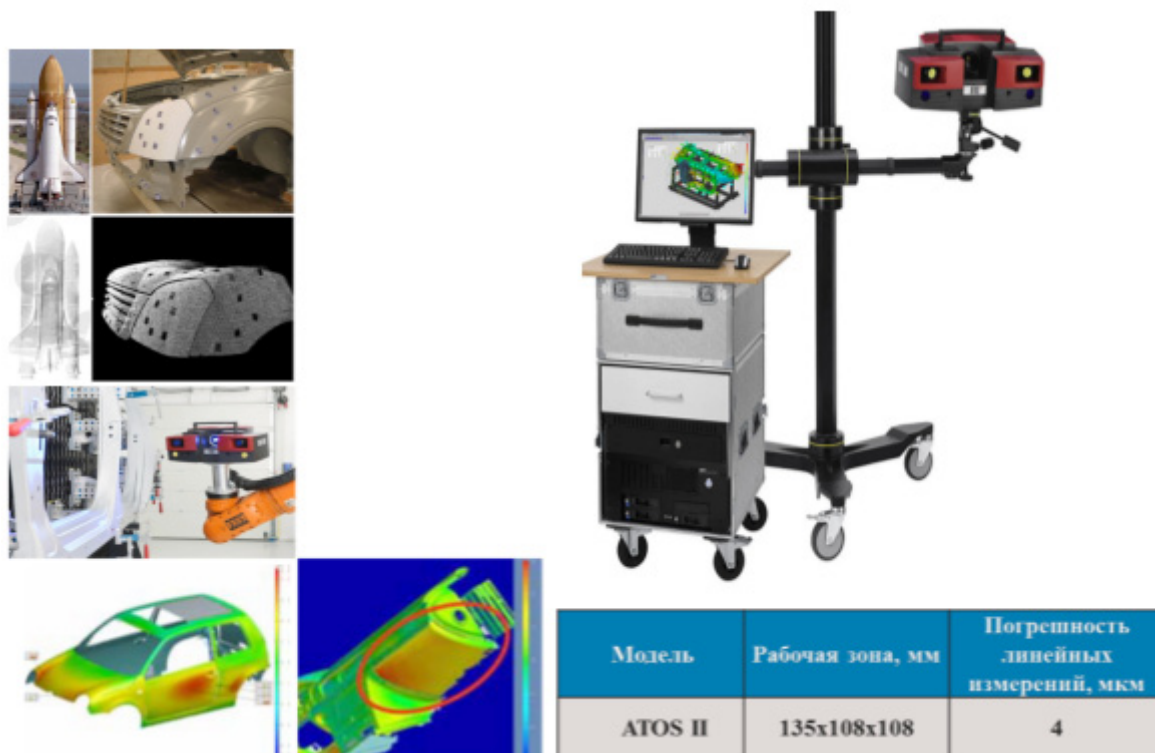 Модель
Рабочая зона, мм
Погрешность
линейных
измерений, мкм
ATOS II
135x108x108
4